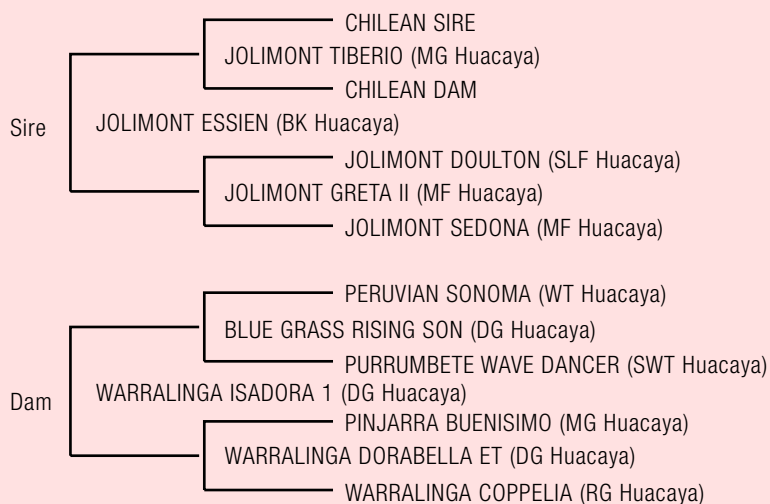 CHILEAN SIRE
JOLIMONT TIBERIO (MG Huacaya)
CHILEAN DAM
Sire
JOLIMONT ESSIEN (BK Huacaya)
JOLIMONT DOULTON (SLF Huacaya)
JOLIMONT GRETA II (MF Huacaya)
JOLIMONT SEDONA (MF Huacaya)
PERUVIAN SONOMA (WT Huacaya)
BLUE GRASS RISING SON (DG Huacaya)
PURRUMBETE WAVE DANCER (SWT Huacaya)
Dam
WARRALINGA ISADORA 1 (DG Huacaya)
PINJARRA BUENISIMO (MG Huacaya)
WARRALINGA DORABELLA ET (DG Huacaya)
WARRALINGA COPPELIA (RG Huacaya)